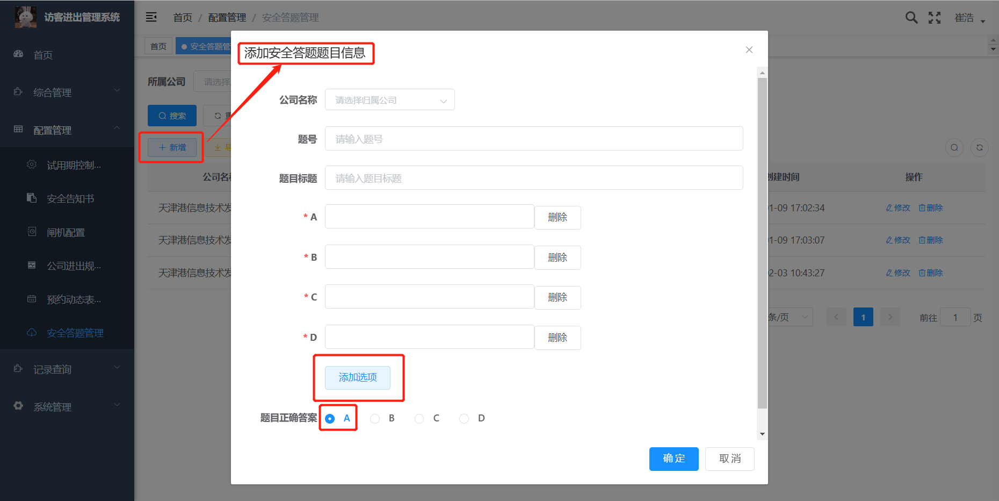 访客进出管理系统
首页 / 配置管理 / 安全答题管理
崔浩
首页
安全答题管
首页
综合管理
配置管理
试用期控制...
安全告知书
闸机配置
公司进出规...
预约动态表...
安全答题管理
记录查询
系统管理
所属公司
请选择
搜索
新增
公司名
创建时间
操作
天津港信息技术发
1-09 17:02:34
修改
删除
天津港信息技术发
1-09 17:03:07
修改
删除
天津港信息技术发
2-03 10:43:27
修改
删除
条/页
1
前往 1 页
添加安全答题题目信息
公司名称
请选择归属公司
题号
请输入题号
题目标题
请输入题目标题
* A
删除
* B
删除
* C
删除
* D
删除
添加选项
题目正确答案
A
B
C
D
确定
取消